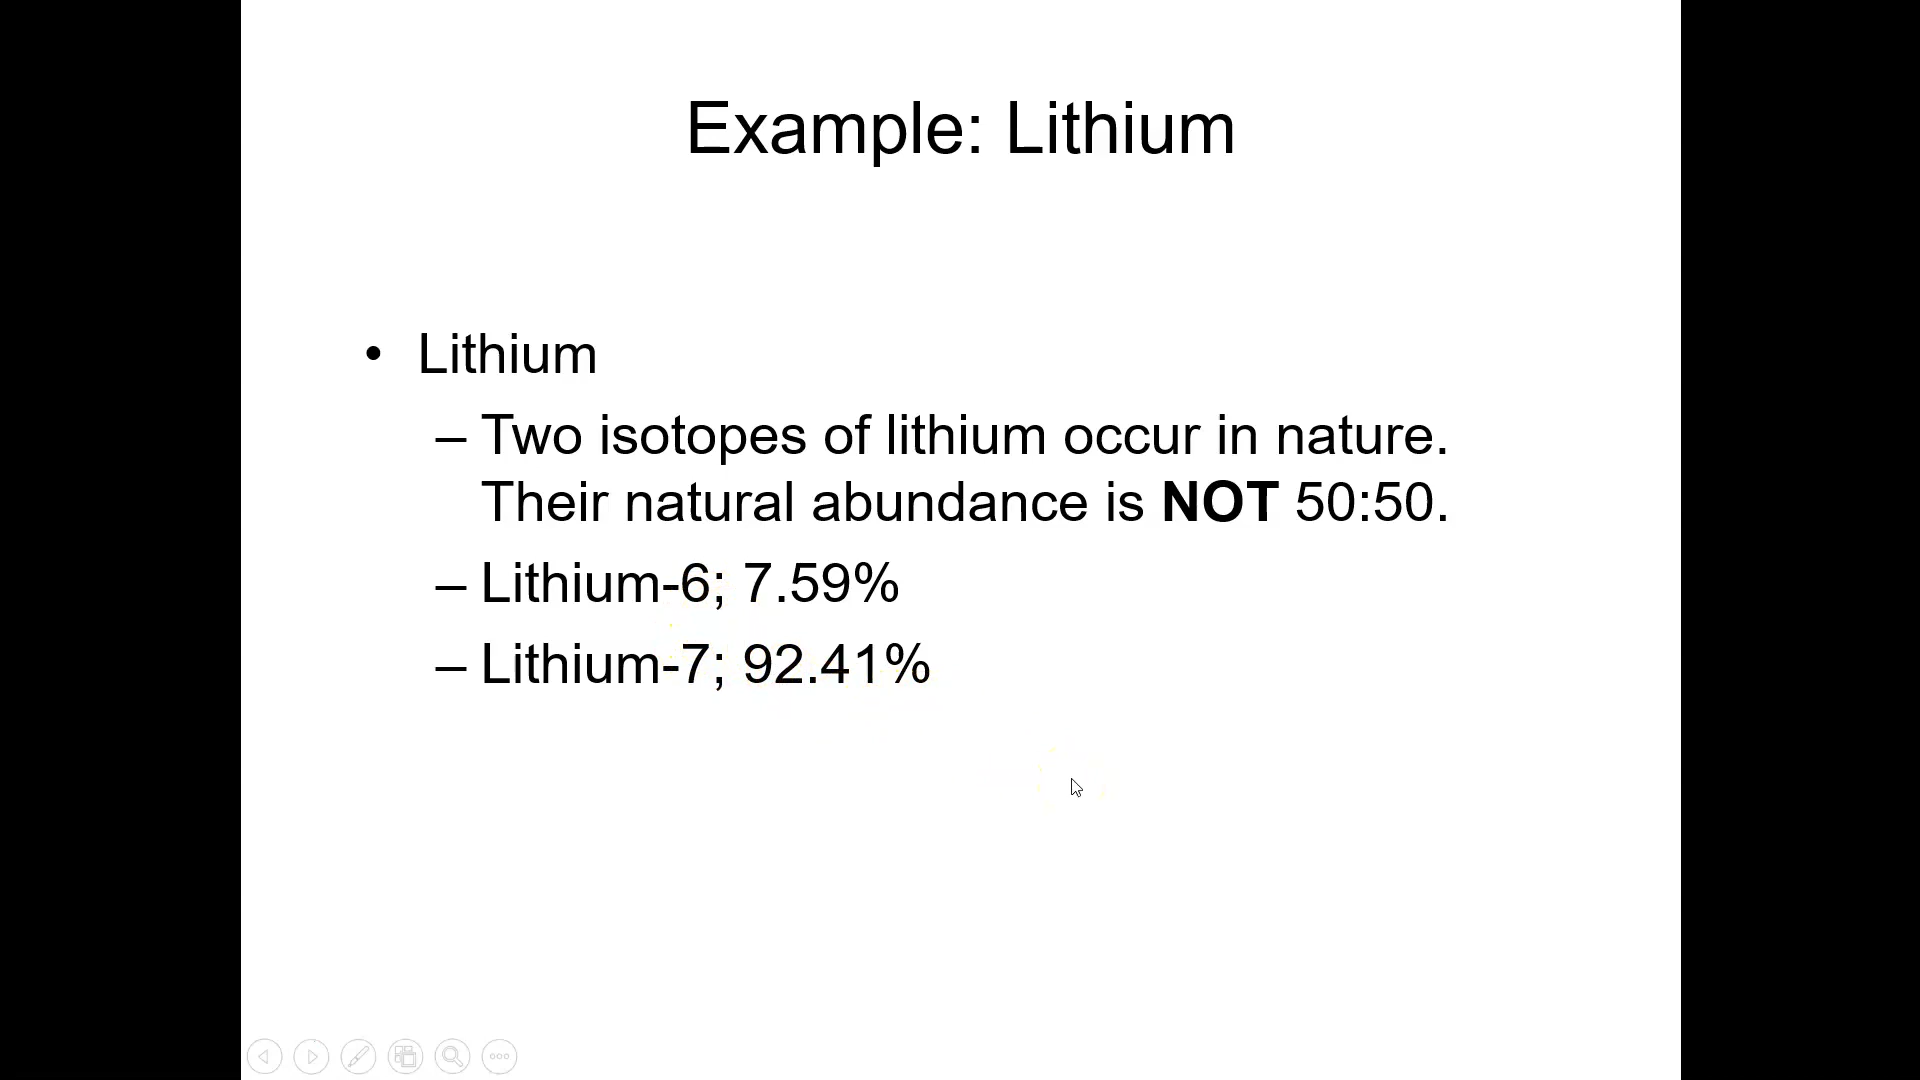 Example: Lithium
• Lithium
– Two isotopes of lithium occur in nature.
Their natural abundance is NOT 50:50.
– Lithium-6; 7.59%
– Lithium-7; 92.41%